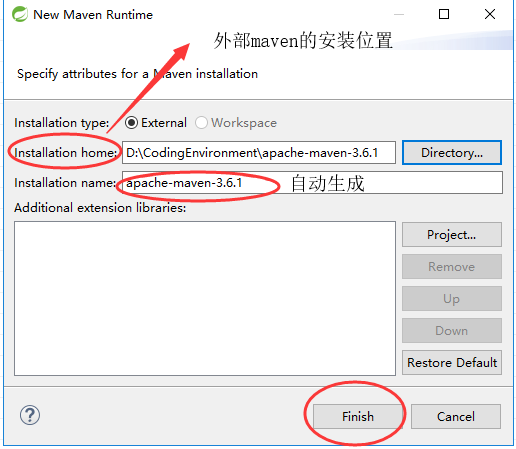 New Maven Runtime
外部maven的安装位置
Specify attributes for a Maven installation
Installation type: External Workspace
Installation home: D:\CodingEnvironment\apache-maven-3.6.1 Directory...
Installation name: apache-maven-3.6.1 自动生成
Additional extension libraries:
Project...
Remove
Up
Down
Restore Default
? Finish Cancel